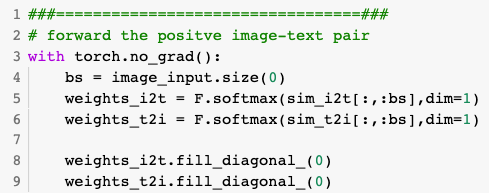 1 ###================================###
2 # forward the positve image-text pair
3 with torch.no_grad():
4     bs = image_input.size(0)
5     weights_i2t = F.softmax(sim_i2t[:,:bs],dim=1)
6     weights_t2i = F.softmax(sim_t2i[:,:bs],dim=1)
7
8     weights_i2t.fill_diagonal_(0)
9     weights_t2i.fill_diagonal_(0)